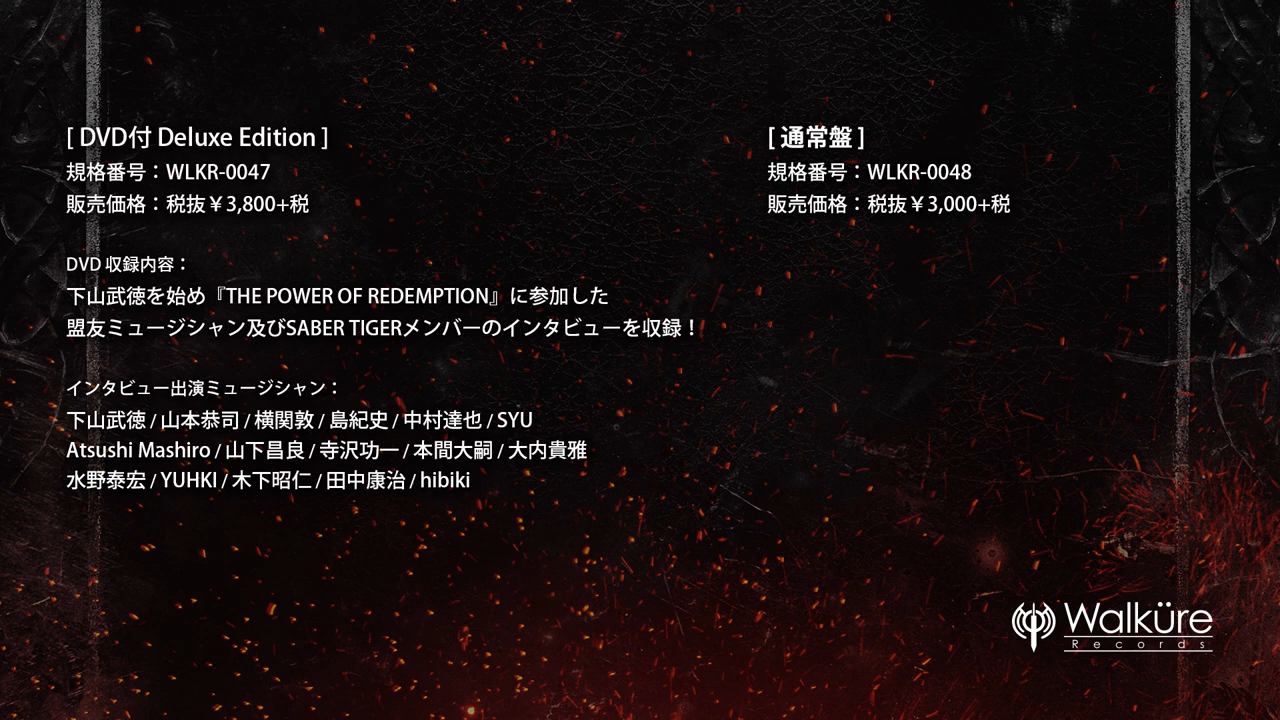 [ DVD付 Deluxe Edition ]
規格番号：WLKR-0047
販売価格：税抜￥3,800+税
DVD 収録内容：
下山武徳を始め『THE POWER OF REDEMPTION』に参加した
盟友ミュージシャン及びSABER TIGERメンバーのインタビューを収録！
インタビュー出演ミュージシャン：
下山武徳 / 山本恭司 / 横関敦 / 島紀史 / 中村達也 / SYU
Atsushi Mashiro / 山下昌良 / 寺沢功一 / 本間大嗣 / 大内貴雅
水野泰宏 / YUHKI / 木下昭仁 / 田中康治 / hibiki
[ 通常盤 ]
規格番号：WLKR-0048
販売価格：税抜￥3,000+税
Walküre
Records